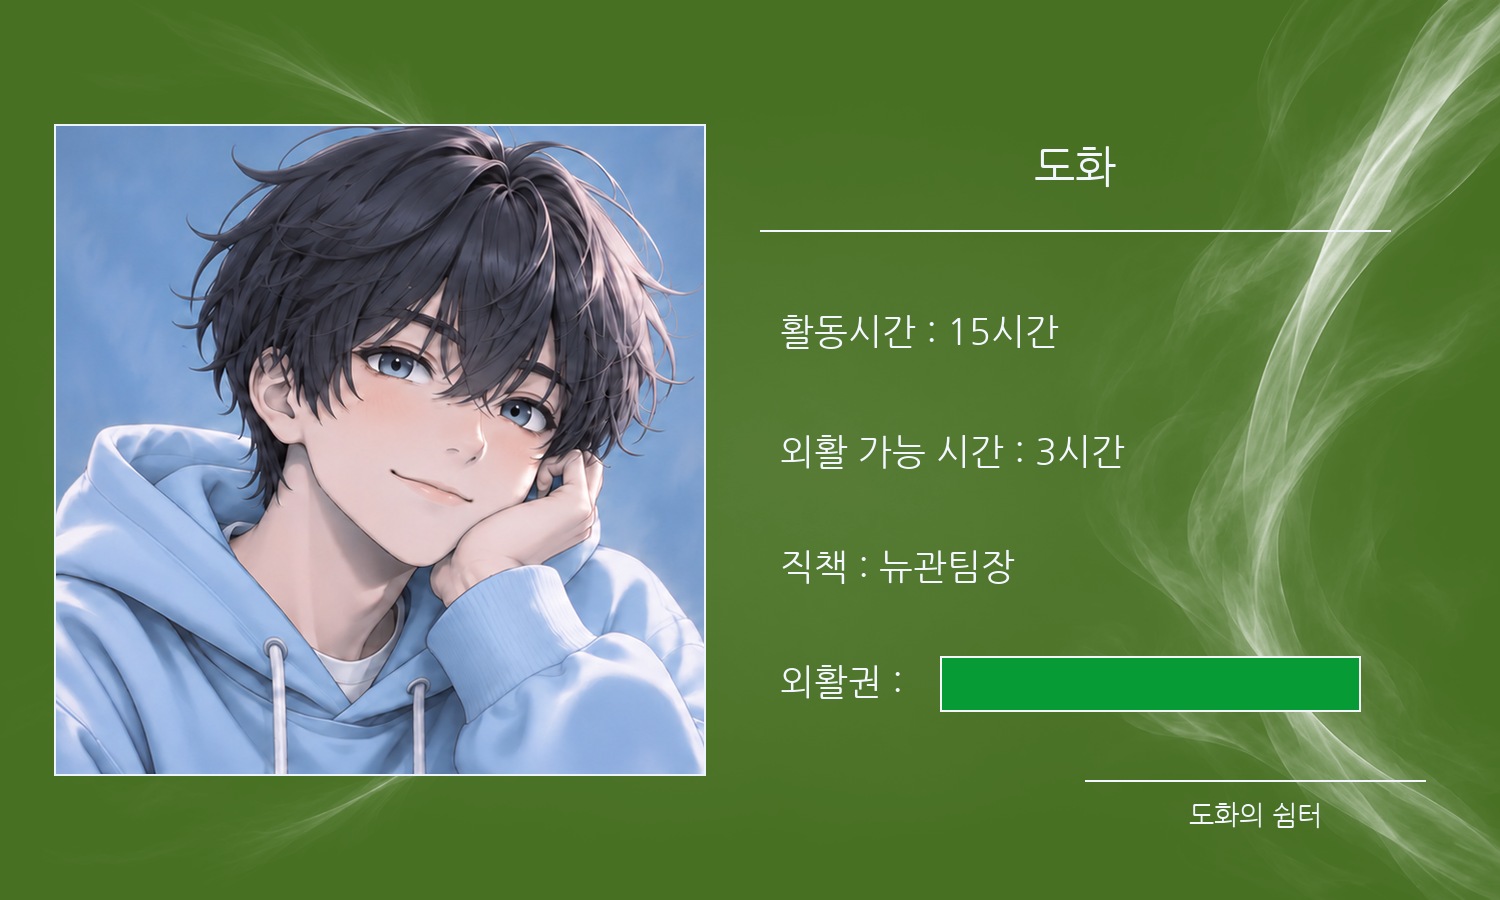 도화
활동시간 : 15시간
외활 가능 시간 : 3시간
직책 : 뉴관팀장
외활권 :
도화의 쉼터